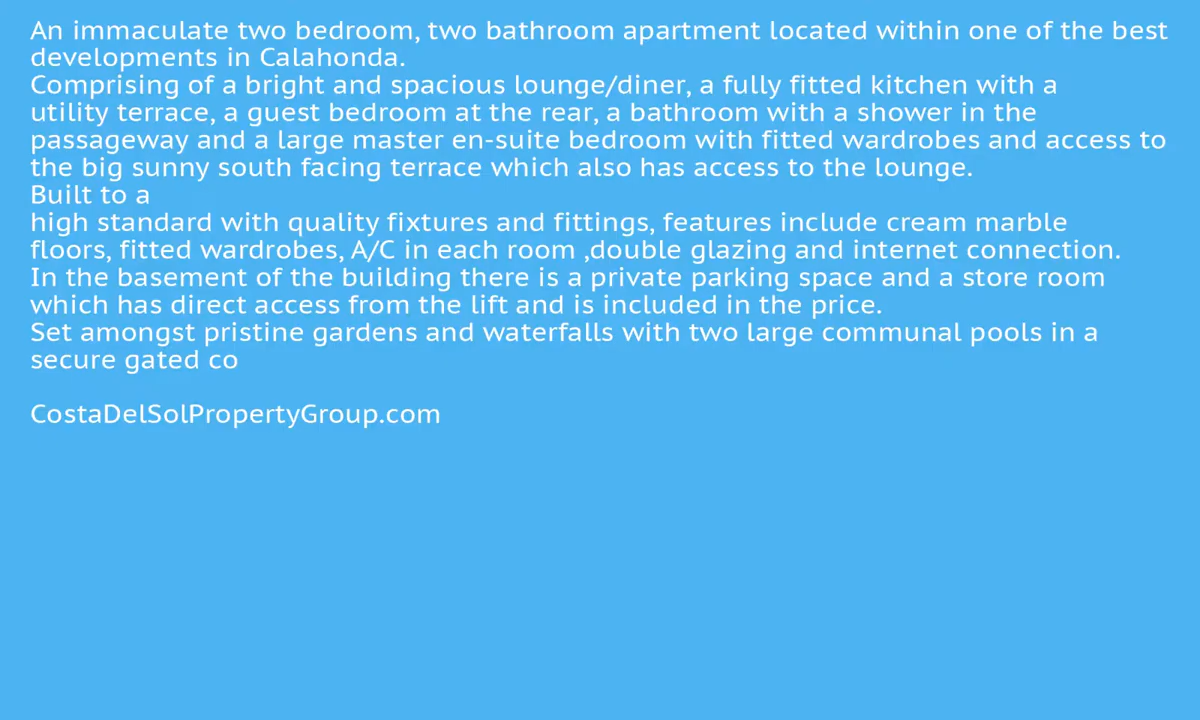 An immaculate two bedroom, two bathroom apartment located within one of the best
developments in Calahonda.
Comprising of a bright and spacious lounge/diner, a fully fitted kitchen with a
utility terrace, a guest bedroom at the rear, a bathroom with a shower in the
passageway and a large master en-suite bedroom with fitted wardrobes and access to
the big sunny south facing terrace which also has access to the lounge.
Built to a
high standard with quality fixtures and fittings, features include cream marble
floors, fitted wardrobes, A/C in each room ,double glazing and internet connection.
In the basement of the building there is a private parking space and a store room
which has direct access from the lift and is included in the price.
Set amongst pristine gardens and waterfalls with two large communal pools in a
secure gated co
CostaDelSolPropertyGroup.com